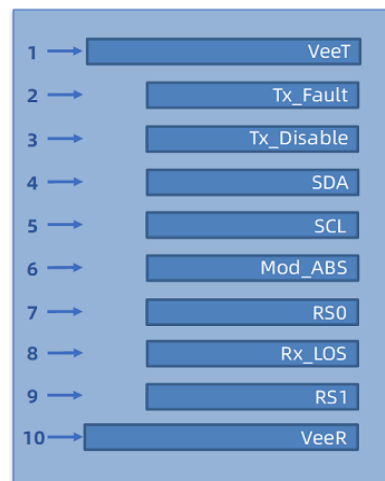 1 VeeT
2 Tx_Fault
3 Tx_Disable
4 SDA
5 SCL
6 Mod_ABS
7 RS0
8 Rx_LOS
9 RS1
10 VeeR